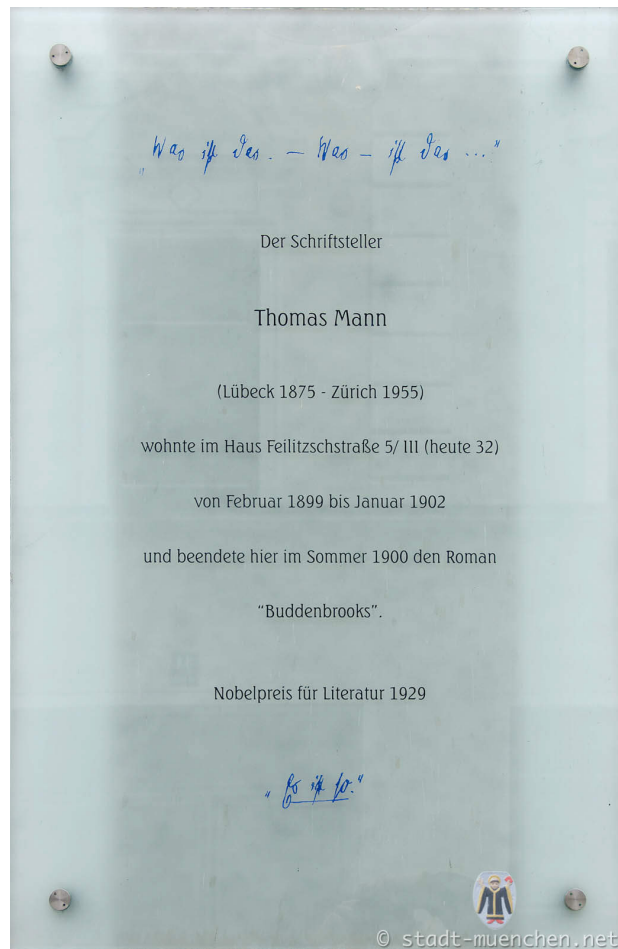 „Was ist das. – Was – ist das ..."
Der Schriftsteller
Thomas Mann
(Lübeck 1875 - Zürich 1955)
wohnte im Haus Feilitzschstraße 5/ III (heute 32)
von Februar 1899 bis Januar 1902
und beendete hier im Sommer 1900 den Roman
“Buddenbrooks”.
Nobelpreis für Literatur 1929
„Es ist so."
© stadt-muenchen.net